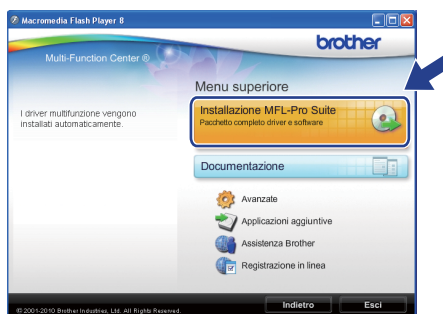 Macromedia Flash Player 8
brother
Multi-Function Center ®
Menu superiore
I driver multifunzione vengono
installati automaticamente.
Installazione MFL-Pro Suite
Pacchetto completo driver e software
Documentazione
Avanzate
Applicazioni aggiuntive
Assistenza Brother
Registrazione in linea
© 2001-2010 Brother Industries, Ltd. All Rights Reserved.
Indietro
Esci